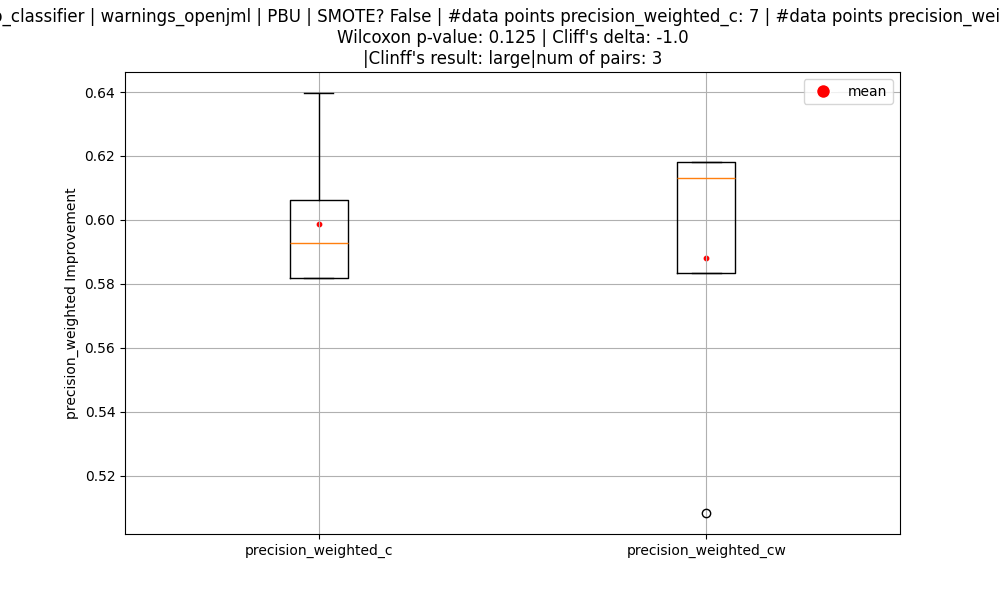 _classifier | warnings_openjml | PBU | SMOTE? False | #data points precision_weighted_c: 7 | #data points
Wilcoxon p-value: 0.125 | Cliff's delta: -1.0
|Clinff's result: large|num of pairs: 3
mean
0.64
0.62
0.60
0.58
0.56
0.54
0.52
precision_weighted Improvement
precision_weighted_c
precision_weighted_cw